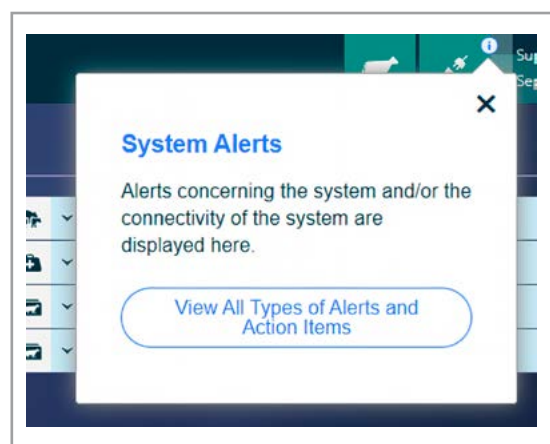 System Alerts
Alerts concerning the system and/or the
connectivity of the system are
displayed here.
View All Types of Alerts and
Action Items